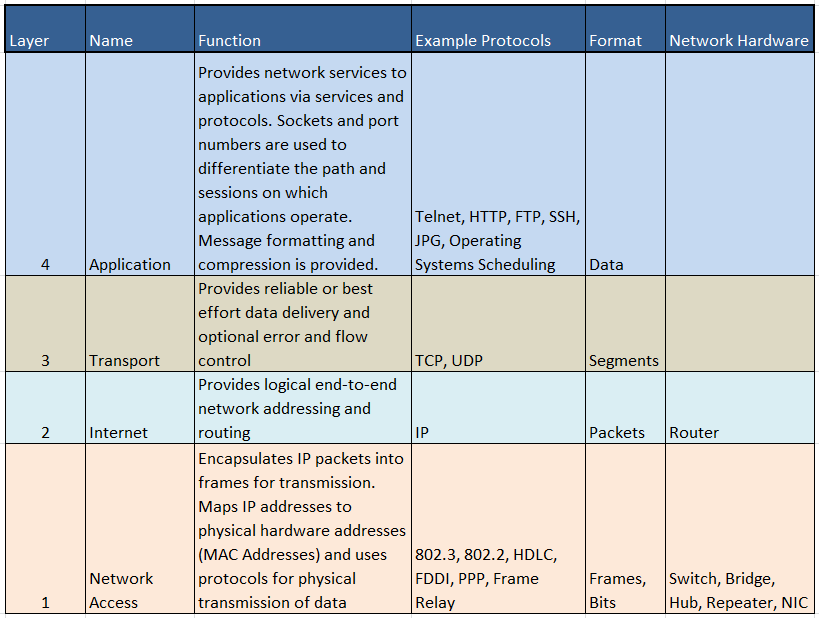 Layer Name Function Example Protocols Format Network Hardware
Provides network services to
applications via services and
protocols. Sockets and port
numbers are used to
differentiate the path and
sessions on which
applications operate. Telnet, HTTP, FTP, SSH,
Message formatting and JPG, Operating
4 Application compression is provided. Systems Scheduling Data
Provides reliable or best
effort data delivery and
optional error and flow
3 Transport control TCP, UDP Segments
Provides logical end-to-end
network addressing and
2 Internet routing IP Packets Router
Encapsulates IP packets into
frames for transmission.
Maps IP addresses to
physical hardware addresses
(MAC Addresses) and uses 802.3, 802.2, HDLC,
Network protocols for physical FDDI, PPP, Frame Frames, Switch, Bridge,
1 Access transmission of data Relay Bits Hub, Repeater, NIC